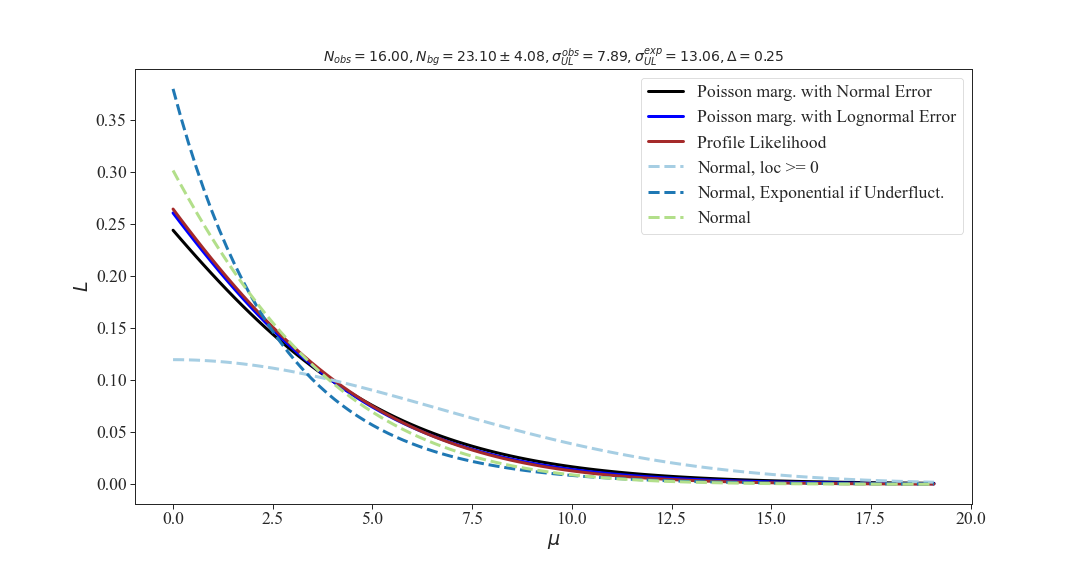 N_obs = 16.00, N_bg = 23.10 ± 4.08, σ_UL^obs = 7.89, σ_UL^exp = 13.06, Δ = 0.25
Poisson marg. with Normal Error
Poisson marg. with Lognormal Error
Profile Likelihood
Normal, loc >= 0
Normal, Exponential if Underfluct.
Normal
0.35
0.30
0.25
0.20
0.15
0.10
0.05
0.00
L
0.0 2.5 5.0 7.5 10.0 12.5 15.0 17.5 20.0
μ